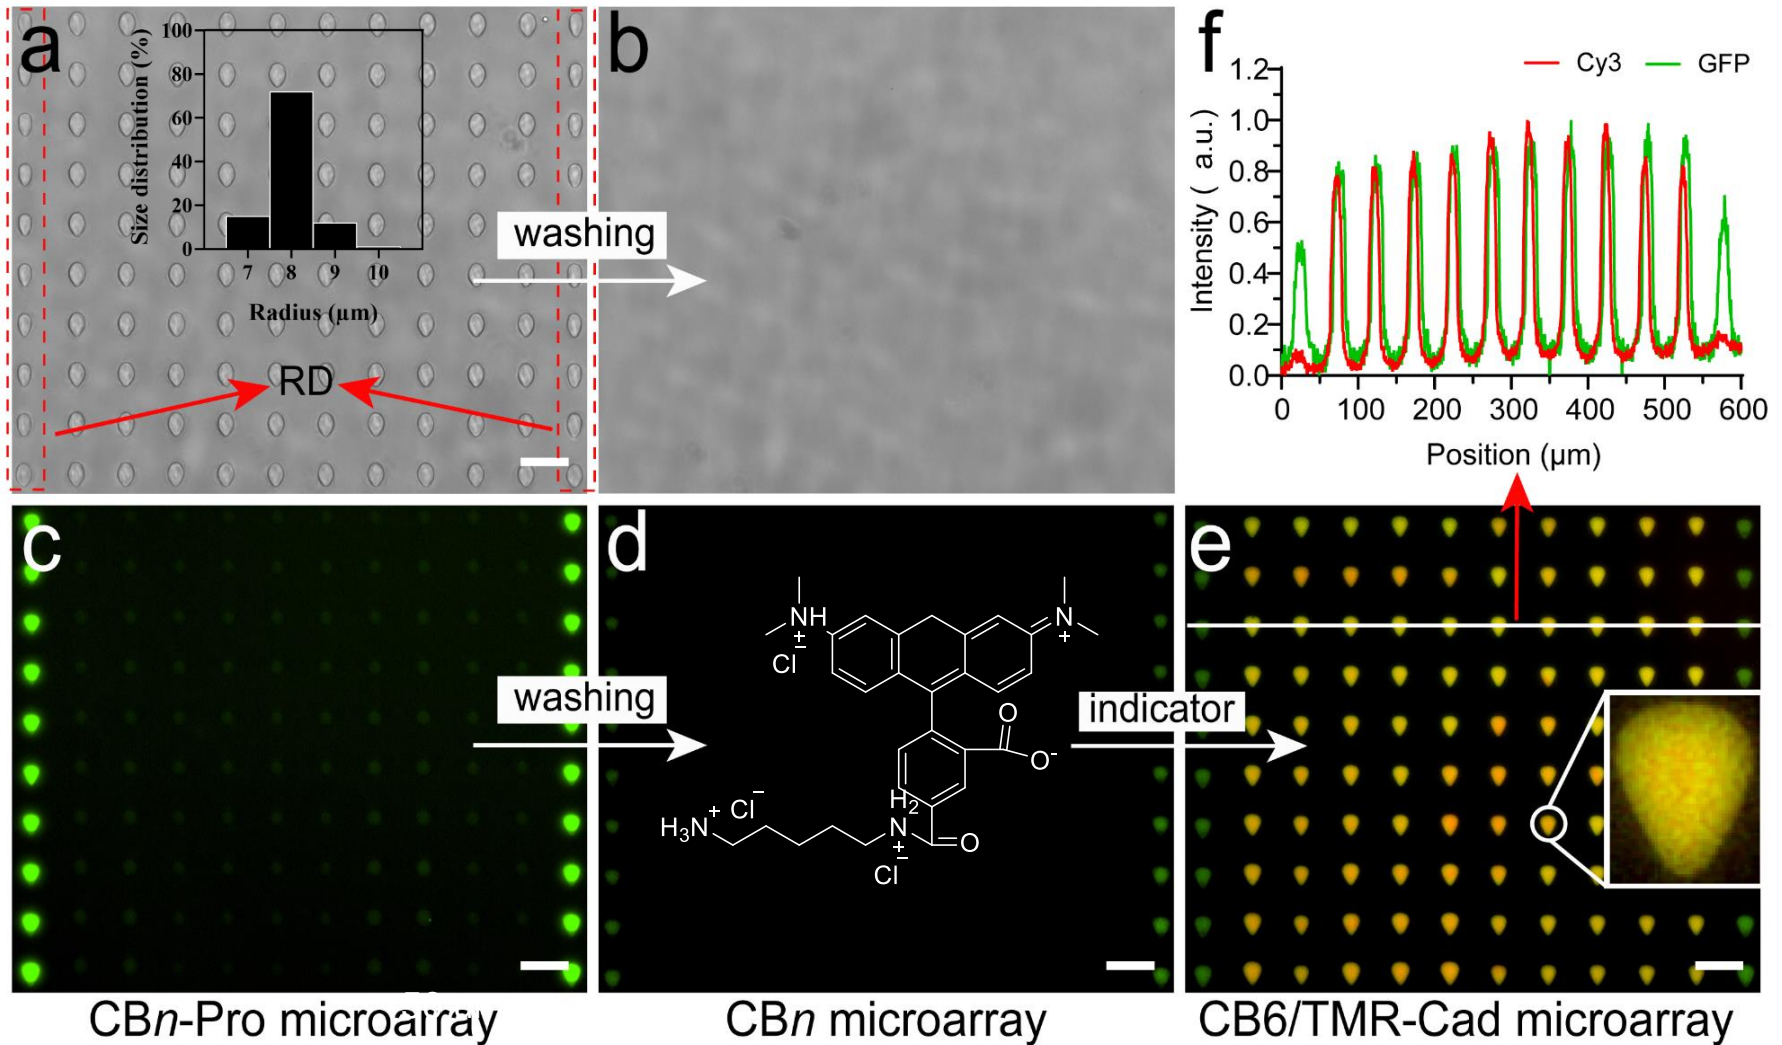 a
Size distribution (%)
100
80
60
40
20
0
7 8 9 10
Radius (µm)
RD
washing
b
f
Cy3 GFP
Intensity ( a.u.)
1.2
1.0
0.8
0.6
0.4
0.2
0.0
0 100 200 300 400 500 600
Position (µm)
c
washing
d
NH
+
Cl−
N
+
O
O-
H2
N
+
Cl−
O
H3N+ Cl−
indicator
e
CBn-Pro microarray
CBn microarray
CB6/TMR-Cad microarray